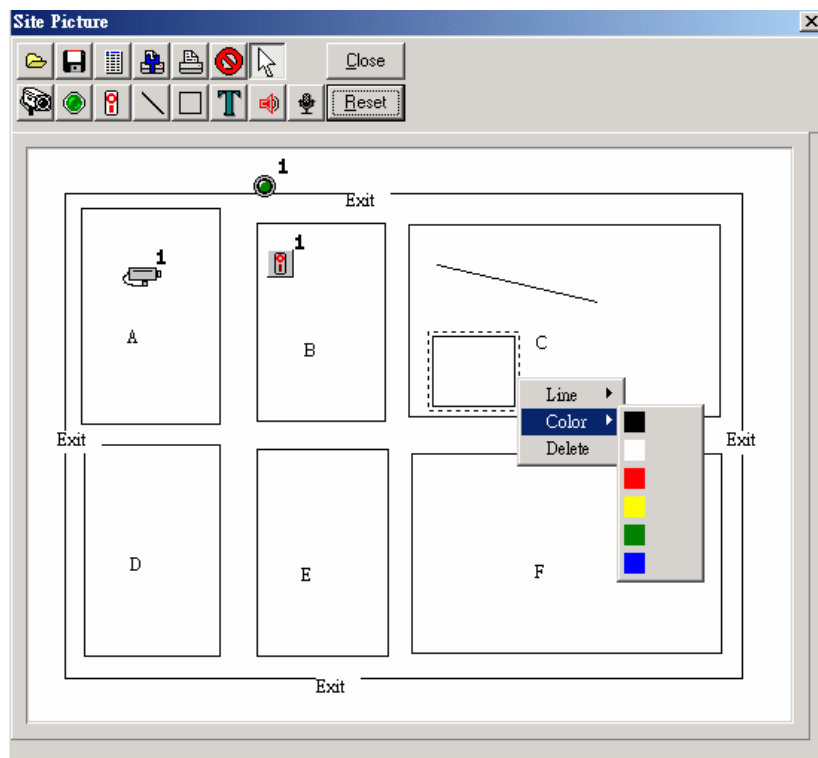 Site Picture
Close
T
Reset
1
Exit
1
1
A
B
C
Line
Color
Delete
Exit
Exit
D
E
F
Exit